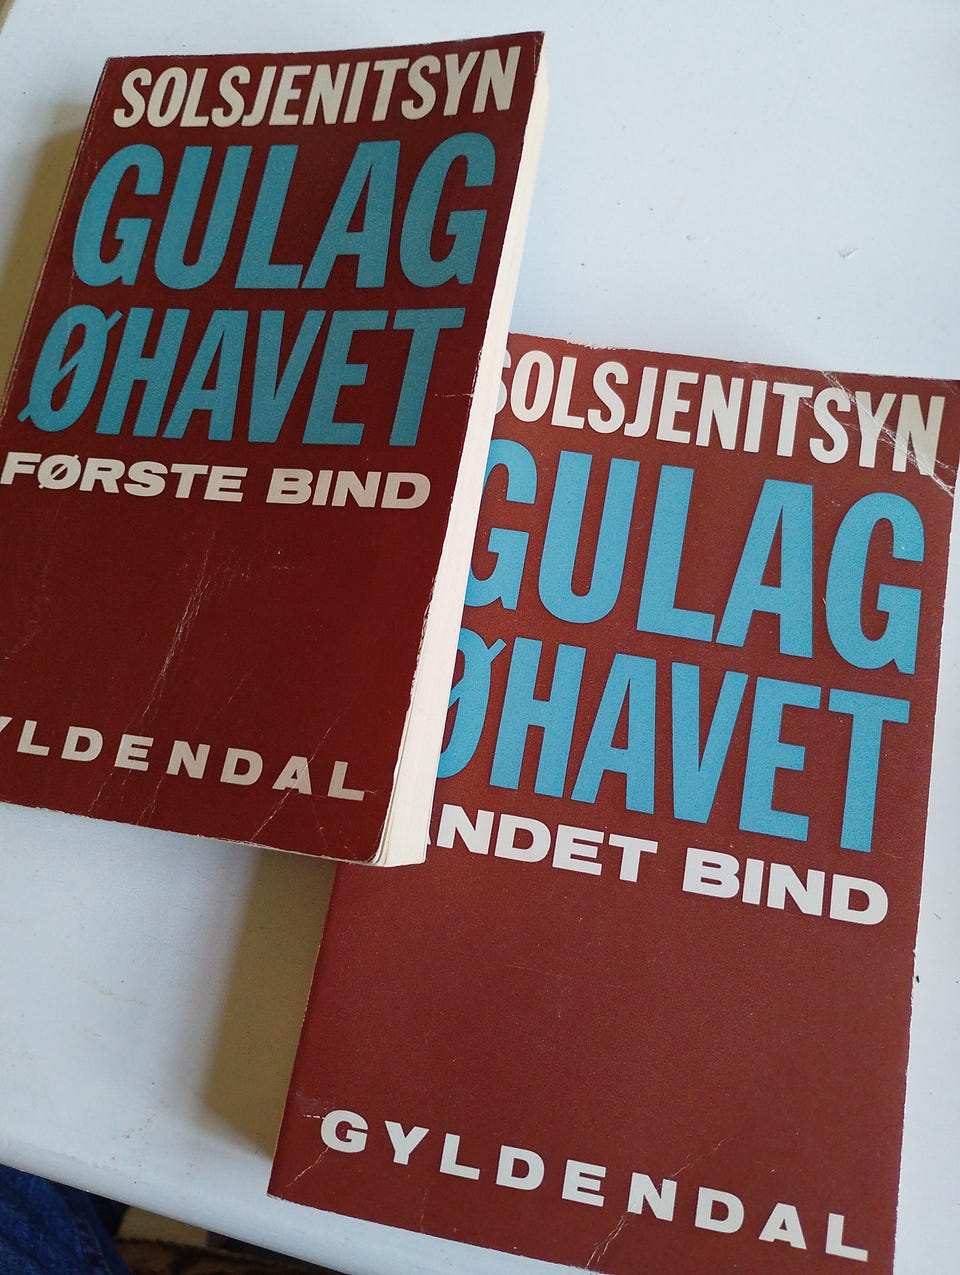 SOLSJENITSYN
GULAG
ØHAVET
FØRSTE BIND
GYLDENDAL
SOLSJENITSYN
GULAG
ØHAVET
ANDET BIND
GYLDENDAL